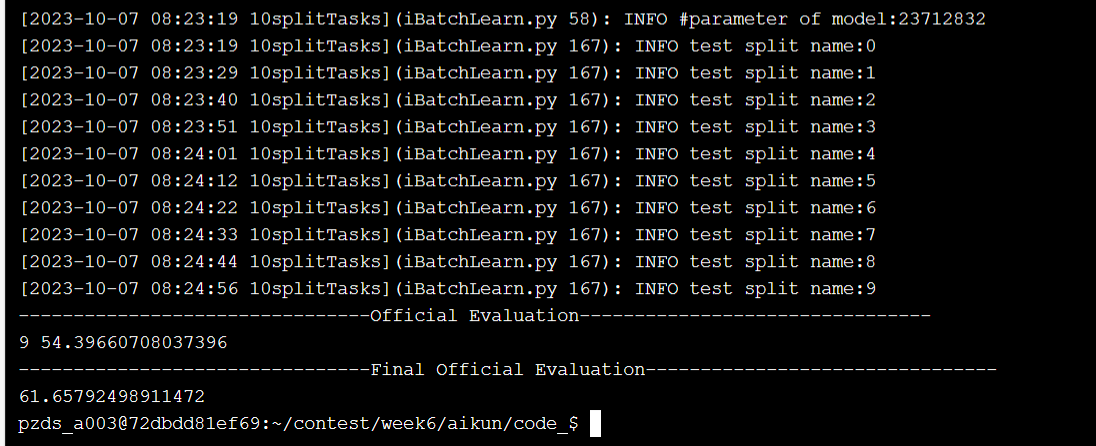 [2023-10-07 08:23:19 10splitTasks](iBatchLearn.py 58): INFO #parameter of model:23712832
[2023-10-07 08:23:19 10splitTasks](iBatchLearn.py 167): INFO test split name:0
[2023-10-07 08:23:29 10splitTasks](iBatchLearn.py 167): INFO test split name:1
[2023-10-07 08:23:40 10splitTasks](iBatchLearn.py 167): INFO test split name:2
[2023-10-07 08:23:51 10splitTasks](iBatchLearn.py 167): INFO test split name:3
[2023-10-07 08:24:01 10splitTasks](iBatchLearn.py 167): INFO test split name:4
[2023-10-07 08:24:12 10splitTasks](iBatchLearn.py 167): INFO test split name:5
[2023-10-07 08:24:22 10splitTasks](iBatchLearn.py 167): INFO test split name:6
[2023-10-07 08:24:33 10splitTasks](iBatchLearn.py 167): INFO test split name:7
[2023-10-07 08:24:44 10splitTasks](iBatchLearn.py 167): INFO test split name:8
[2023-10-07 08:24:56 10splitTasks](iBatchLearn.py 167): INFO test split name:9
--------------------------------Official Evaluation--------------------------------
9 54.39660708037396
--------------------------------Final Official Evaluation--------------------------------
61.65792498911472
pzds_a003@72dbdd81ef69:~/contest/week6/aikun/code_$